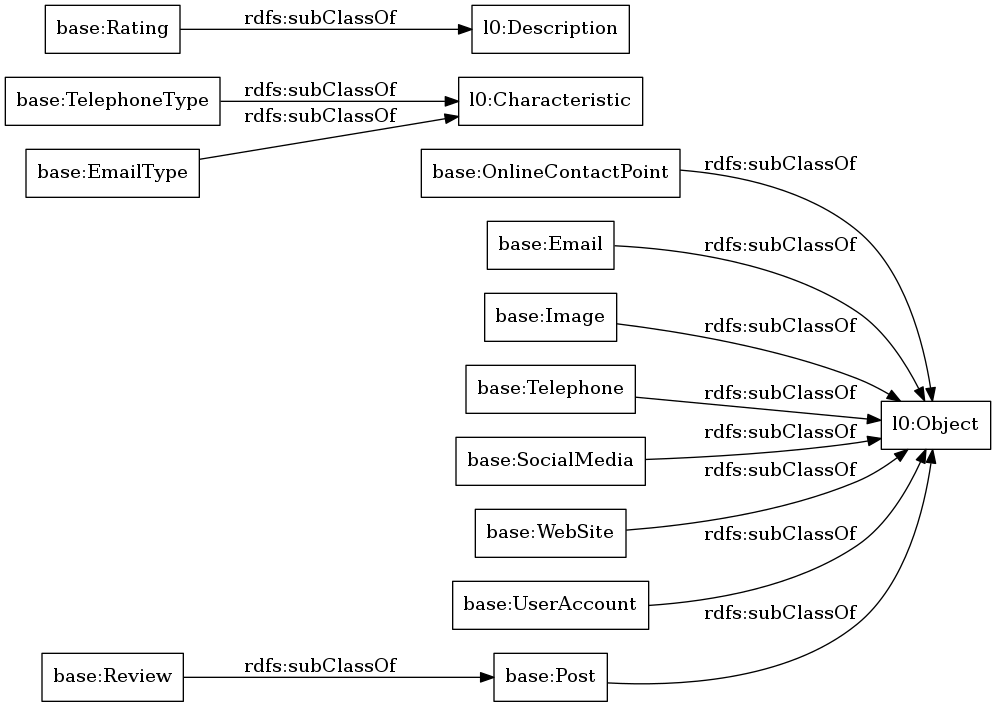 base:Rating
rdfs:subClassOf
l0:Description
base:TelephoneType
rdfs:subClassOf
l0:Characteristic
rdfs:subClassOf
base:EmailType
base:OnlineContactPoint
rdfs:subClassOf
base:Email
rdfs:subClassOf
base:Image
rdfs:subClassOf
base:Telephone
rdfs:subClassOf
l0:Object
base:SocialMedia
rdfs:subClassOf
rdfs:subClassOf
base:WebSite
rdfs:subClassOf
base:UserAccount
rdfs:subClassOf
base:Review
rdfs:subClassOf
base:Post